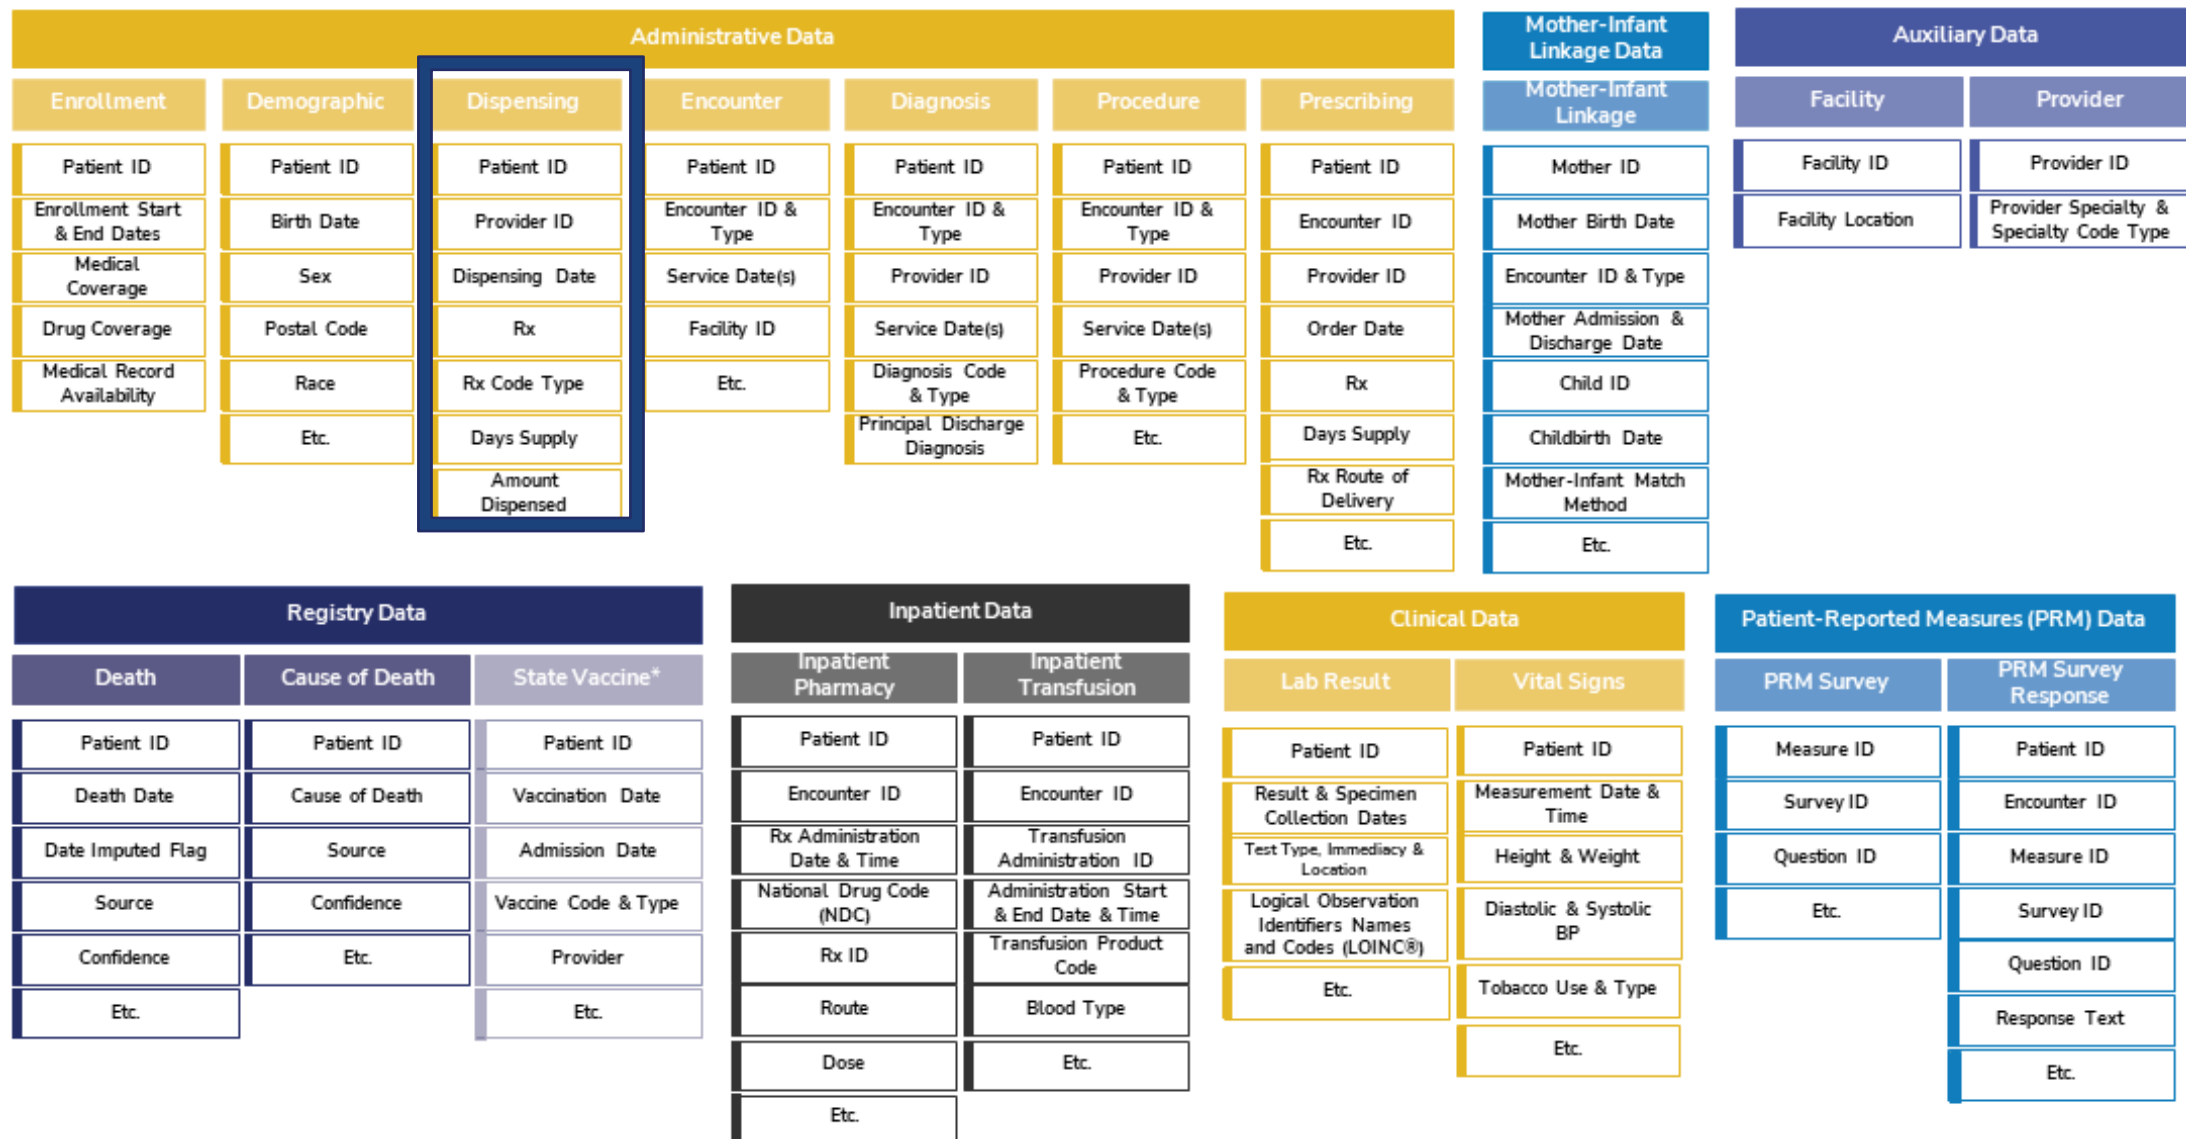 Administrative Data
Enrollment
Patient ID
Enrollment Start
& End Dates
Medical
Coverage
Drug Coverage
Medical Record
Availability
Demographic
Patient ID
Birth Date
Sex
Postal Code
Race
Etc.
Dispensing
Patient ID
Provider ID
Dispensing Date
Rx
Rx Code Type
Days Supply
Amount
Dispensed
Encounter
Patient ID
Encounter ID &
Type
Service Date(s)
Facility ID
Etc.
Diagnosis
Patient ID
Encounter ID &
Type
Provider ID
Service Date(s)
Diagnosis Code
& Type
Principal Discharge
Diagnosis
Procedure
Patient ID
Encounter ID &
Type
Provider ID
Service Date(s)
Procedure Code
& Type
Etc.
Prescribing
Patient ID
Encounter ID
Provider ID
Order Date
Rx
Days Supply
Rx Route of
Delivery
Etc.
Mother-Infant
Linkage Data
Mother-Infant
Linkage
Mother ID
Mother Birth Date
Encounter ID & Type
Mother Admission &
Discharge Date
Child ID
Childbirth Date
Mother-Infant Match
Method
Etc.
Auxiliary Data
Facility
Facility ID
Facility Location
Provider
Provider ID
Provider Specialty &
Specialty Code Type
Registry Data
Death
Patient ID
Death Date
Date Imputed Flag
Source
Confidence
Etc.
Cause of Death
Patient ID
Cause of Death
Source
Confidence
Etc.
State Vaccine*
Patient ID
Vaccination Date
Admission Date
Vaccine Code & Type
Provider
Etc.
Inpatient Data
Inpatient
Pharmacy
Patient ID
Encounter ID
Rx Administration
Date & Time
National Drug Code
(NDC)
Rx ID
Route
Dose
Etc.
Inpatient
Transfusion
Patient ID
Encounter ID
Transfusion
Administration ID
Administration Start
& End Date & Time
Transfusion Product
Code
Blood Type
Etc.
Clinical Data
Lab Result
Patient ID
Result & Specimen
Collection Dates
Test Type, Immediacy &
Location
Logical Observation
Identifiers Names
and Codes (LOINC®)
Etc.
Vital Signs
Patient ID
Measurement Date &
Time
Height & Weight
Diastolic & Systolic
BP
Tobacco Use & Type
Etc.
Patient-Reported Measures (PRM) Data
PRM Survey
Measure ID
Survey ID
Question ID
Etc.
PRM Survey
Response
Patient ID
Encounter ID
Measure ID
Survey ID
Question ID
Response Text
Etc.